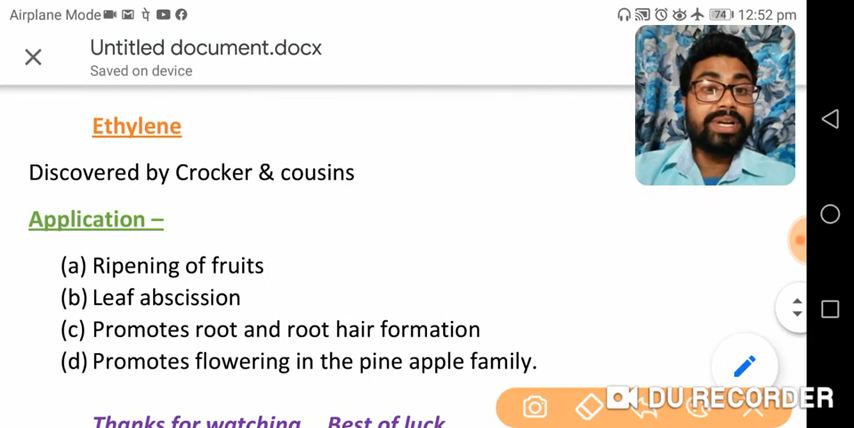 Airplane Mode 74 12:52 pm
Untitled document.docx
Saved on device
Ethylene
Discovered by Crocker & cousins
Application –
(a) Ripening of fruits
(b) Leaf abscission
(c) Promotes root and root hair formation
(d) Promotes flowering in the pine apple family.
DU RECORDER
Thanks for watching Best of luck